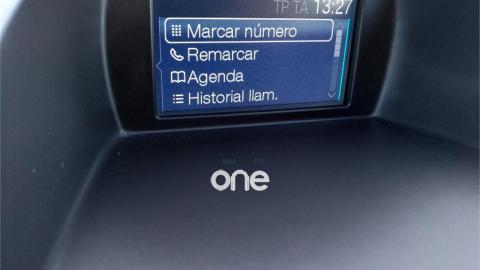 TP TA 13:27
Marcar número
Remarcar
Agenda
Historial llam.
one